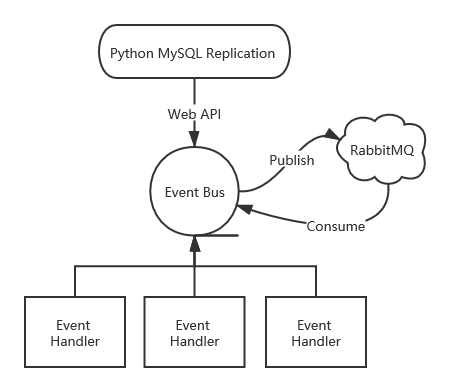 Python MySQL Replication
Web API
Event Bus
Publish
RabbitMQ
Consume
Event
Handler
Event
Handler
Event
Handler